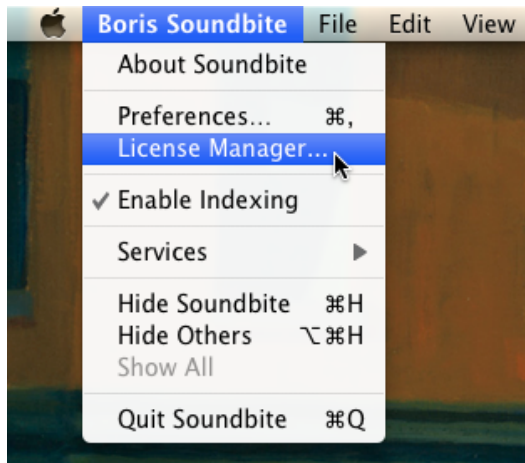 Boris Soundbite File Edit View
About Soundbite
Preferences... ⌘,
License Manager...
✓ Enable Indexing
Services ▶
Hide Soundbite ⌘H
Hide Others ⌥⌘H
Show All
Quit Soundbite ⌘Q